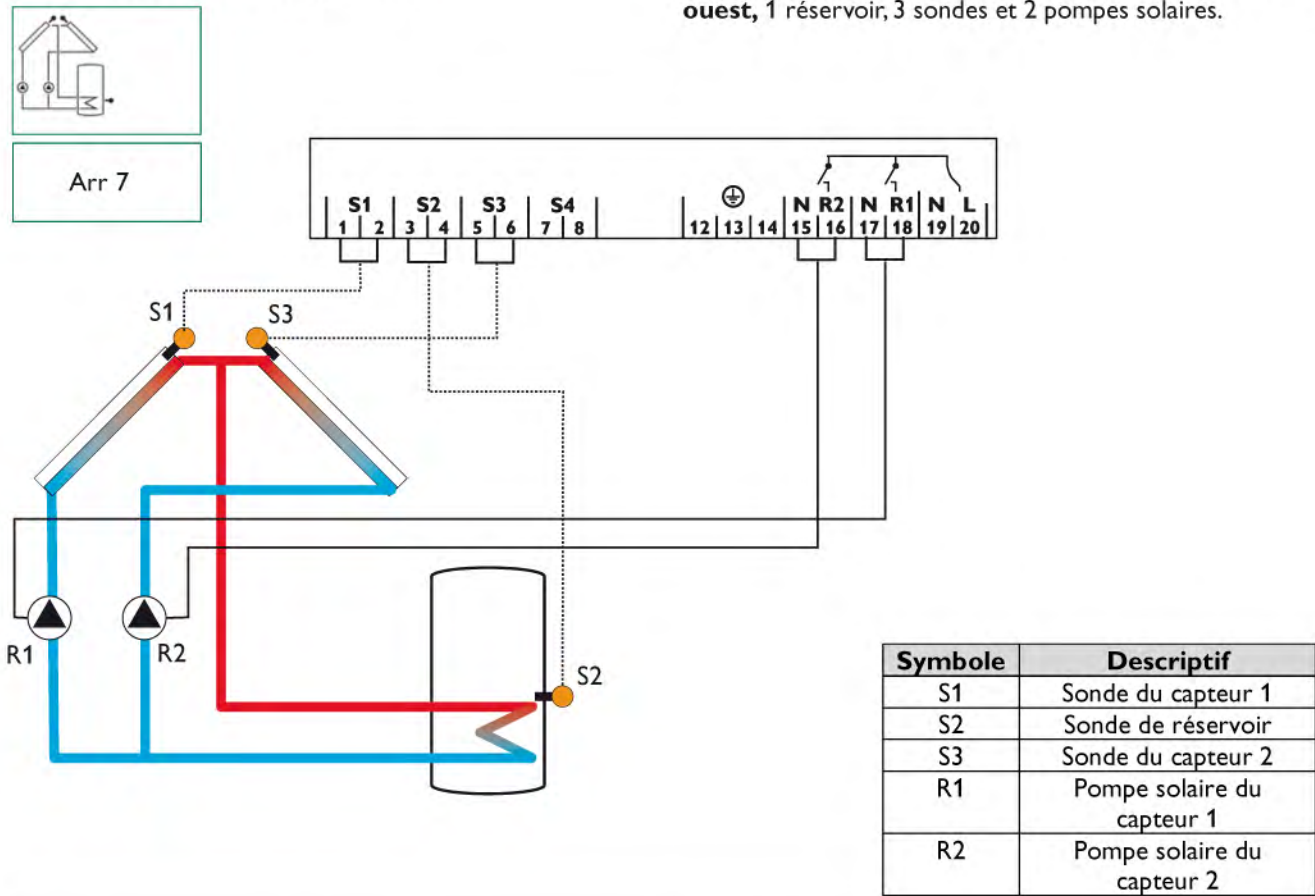 ouest, 1 réservoir, 3 sondes et 2 pompes solaires.
Arr 7
S1 S2 S3 S4 N R2 N R1 N L
1 2 3 4 5 6 7 8 12 13 14 15 16 17 18 19 20
S1 S3
R1 R2
S2
Symbole Descriptif
S1 Sonde du capteur 1
S2 Sonde de réservoir
S3 Sonde du capteur 2
R1 Pompe solaire du
capteur 1
R2 Pompe solaire du
capteur 2